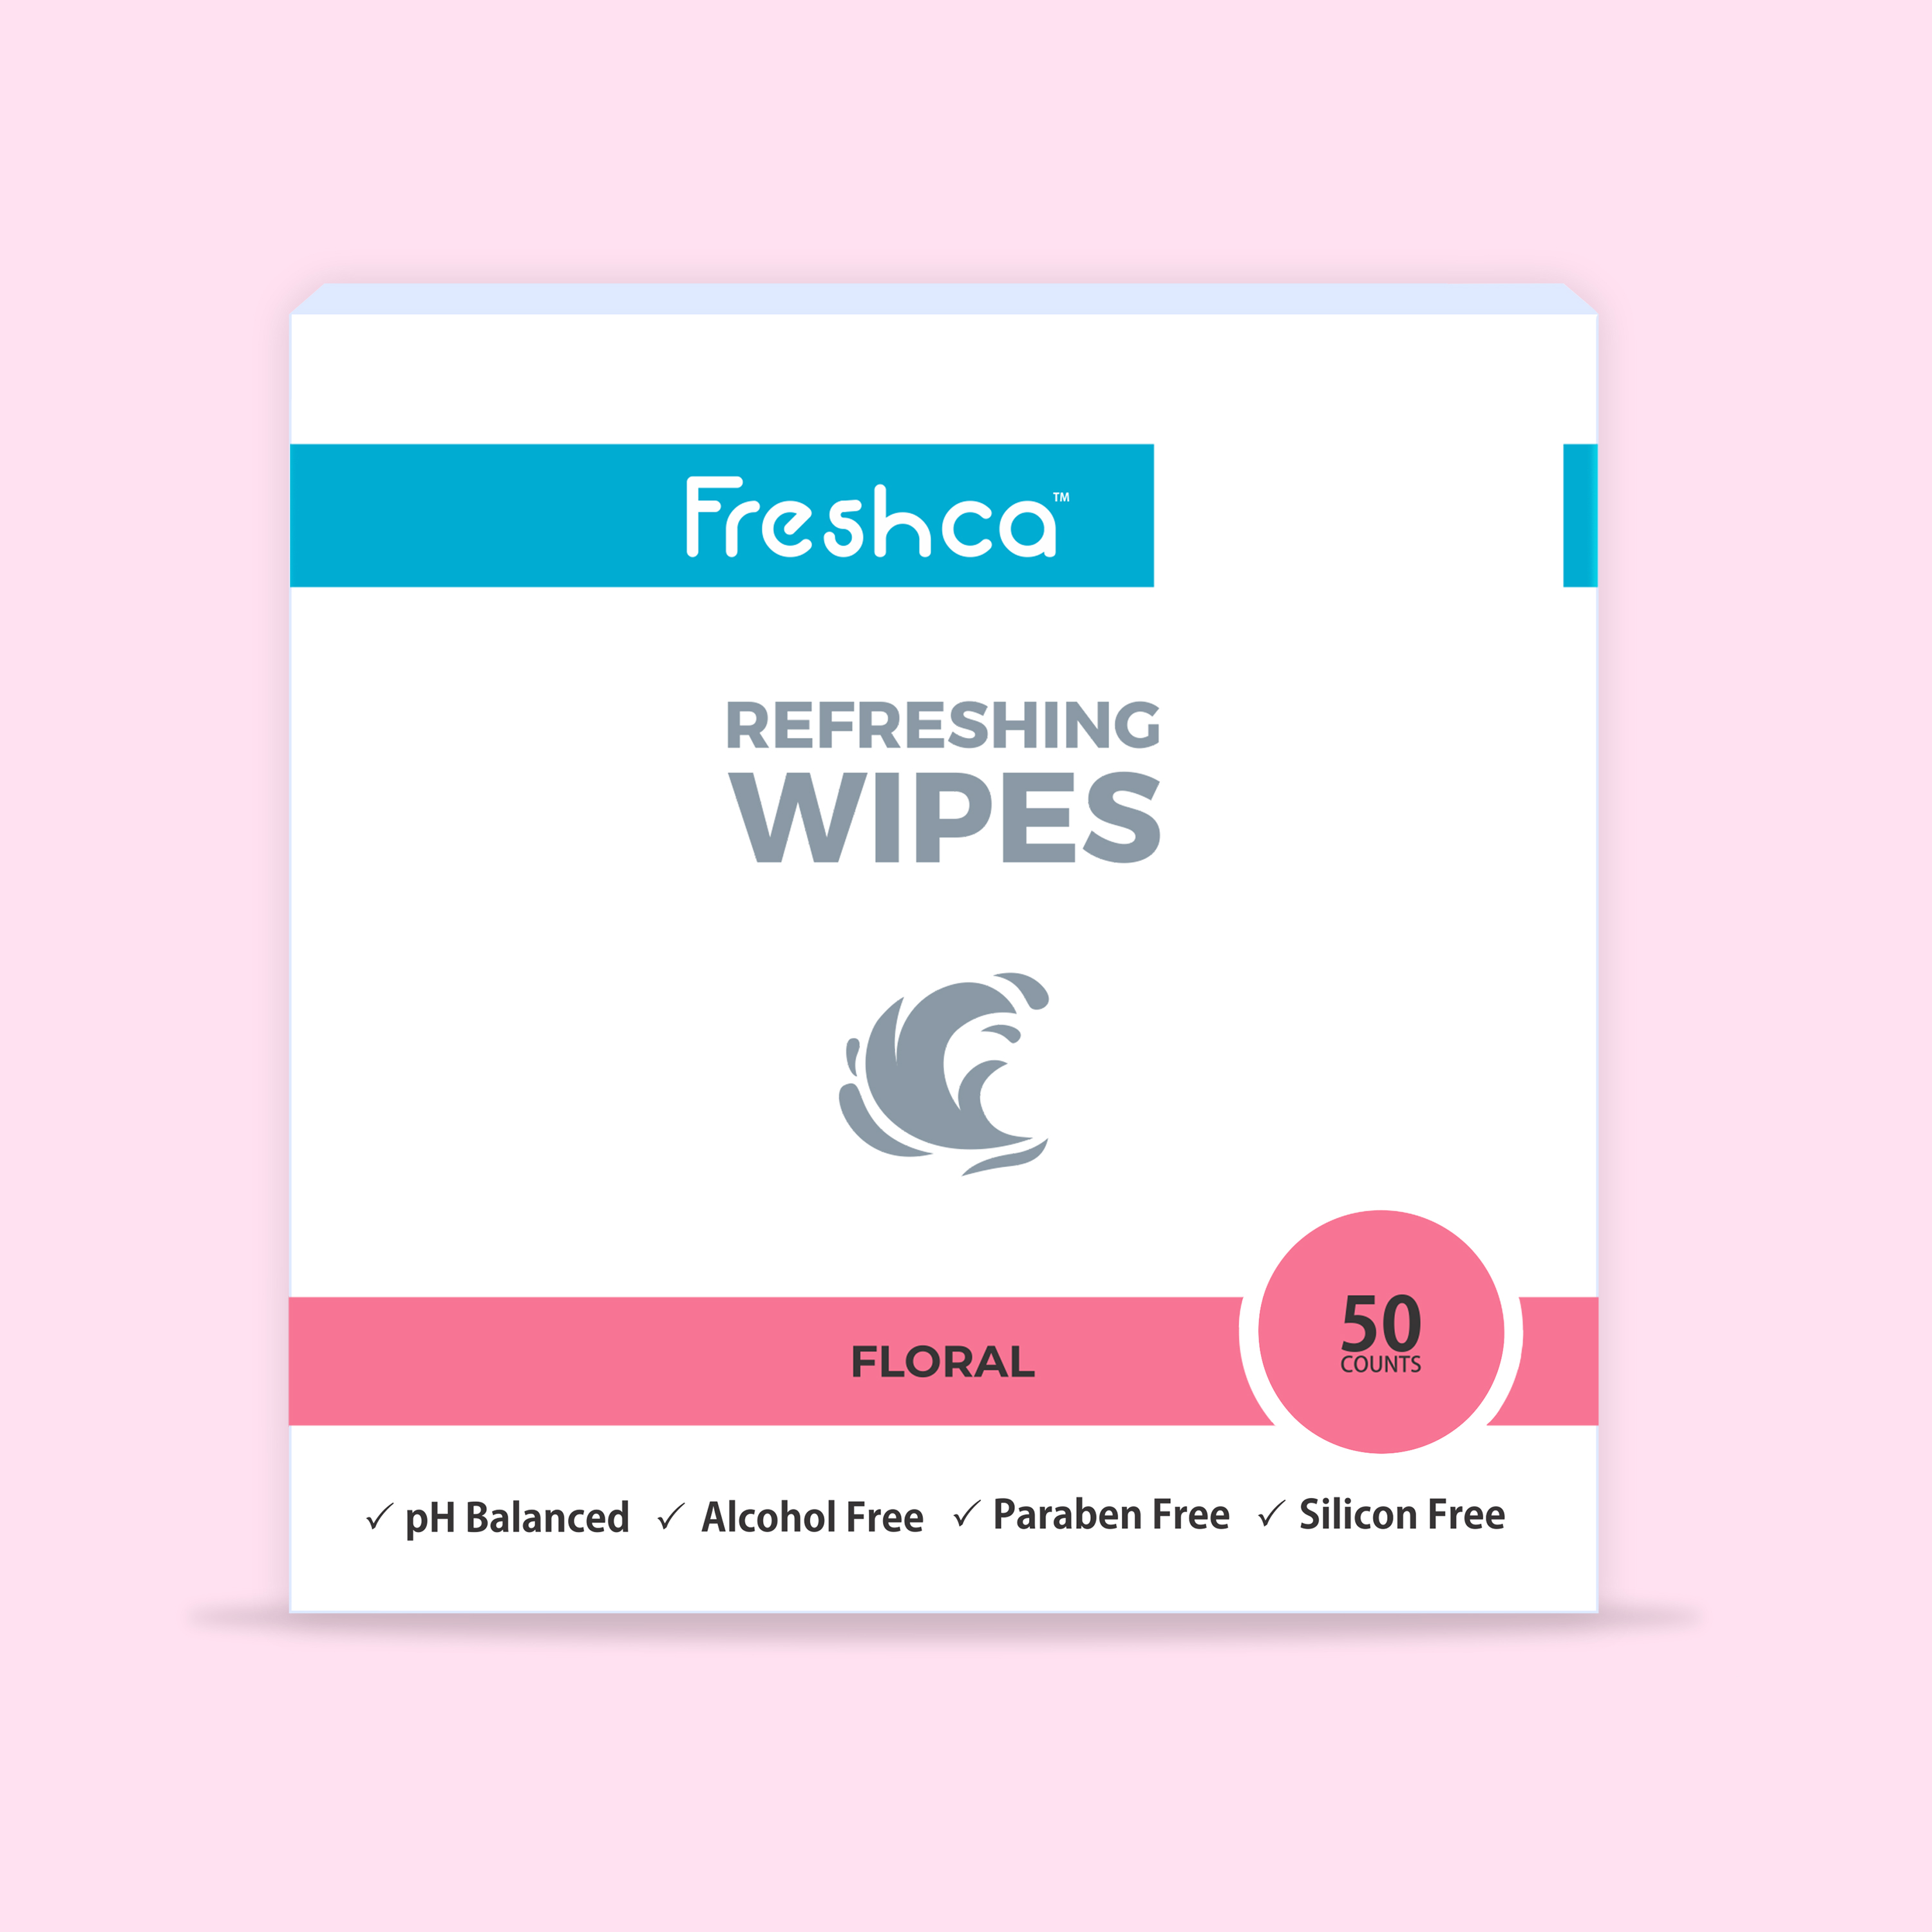 Freshca™
REFRESHING
WIPES
FLORAL
50
COUNTS
✓ pH Balanced ✓ Alcohol Free ✓ Paraben Free ✓ Silicon Free